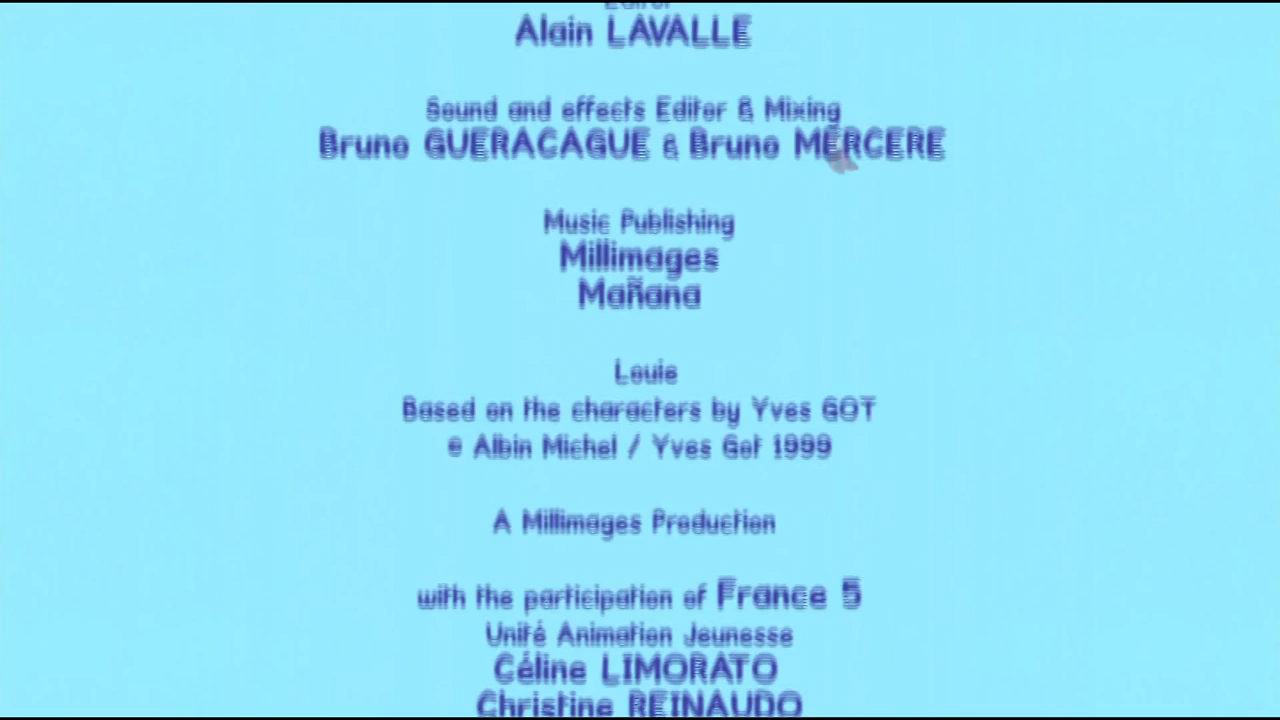 Editor
Alain LAVALLE
Sound and effects Editor & Mixing
Bruno GUERACAGUE & Bruno MERCERE
Music Publishing
Millimages
Mañana
Louie
Based on the characters by Yves GOT
© Albin Michel / Yves Got 1999
A Millimages Production
with the participation of France 5
Unité Animation Jeunesse
Céline LIMORATO
Christine REINAUDO